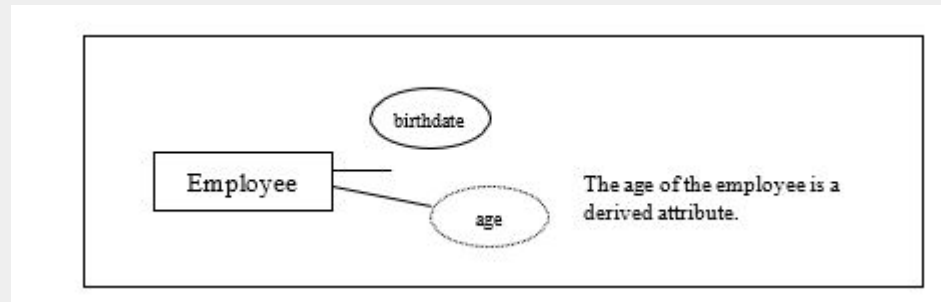 birthdate
Employee
The age of the employee is a
derived attribute.
age